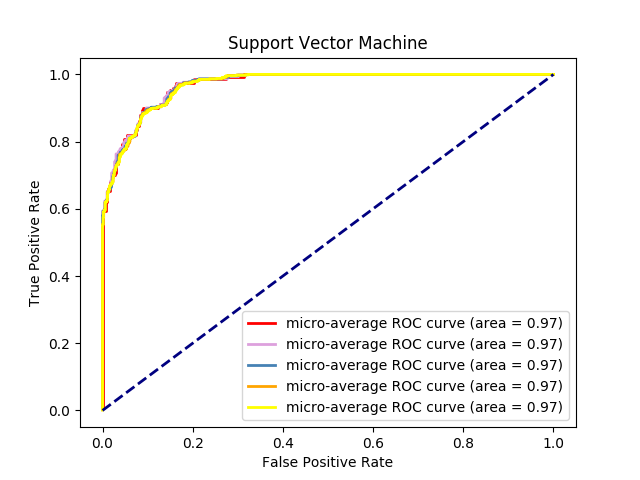 Support Vector Machine
True Positive Rate
1.0
0.8
0.6
0.4
0.2
0.0
micro-average ROC curve (area = 0.97)
micro-average ROC curve (area = 0.97)
micro-average ROC curve (area = 0.97)
micro-average ROC curve (area = 0.97)
micro-average ROC curve (area = 0.97)
0.0 0.2 0.4 0.6 0.8 1.0
False Positive Rate